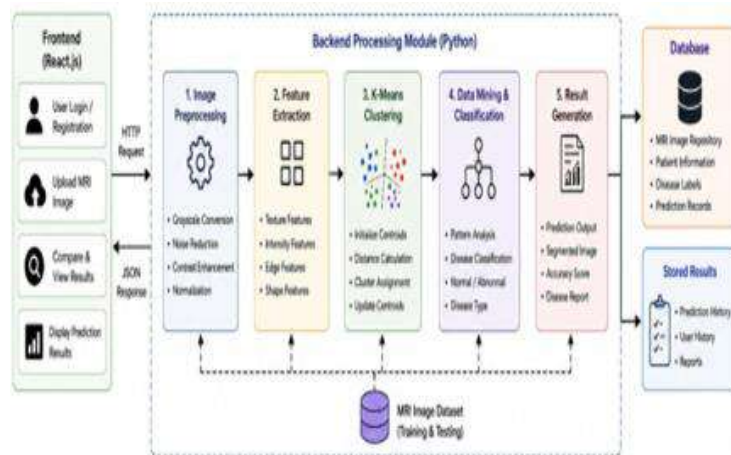 Frontend
(React.js)
User Login /
Registration
Upload MRI
Image
Compare &
View Results
Display Prediction
Results
HTTP
Request
JSON
Response
Backend Processing Module (Python)
1. Image
Preprocessing
• Grayscale Conversion
• Noise Reduction
• Contrast Enhancement
• Normalization
2. Feature
Extraction
• Texture Features
• Intensity Features
• Edge Features
• Shape Features
3. K-Means
Clustering
• Initialize Centroids
• Distance Calculation
• Cluster Assignment
• Update Centroids
4. Data Mining &
Classification
• Pattern Analysis
• Disease Classification
• Normal / Abnormal
• Disease Type
5. Result
Generation
• Prediction Output
• Segmented Image
• Accuracy Score
• Disease Report
MRI Image Dataset
(Training & Testing)
Database
• MRI Image Repository
• Patient Information
• Disease Labels
• Prediction Records
Stored Results
• Prediction History
• User History
• Reports